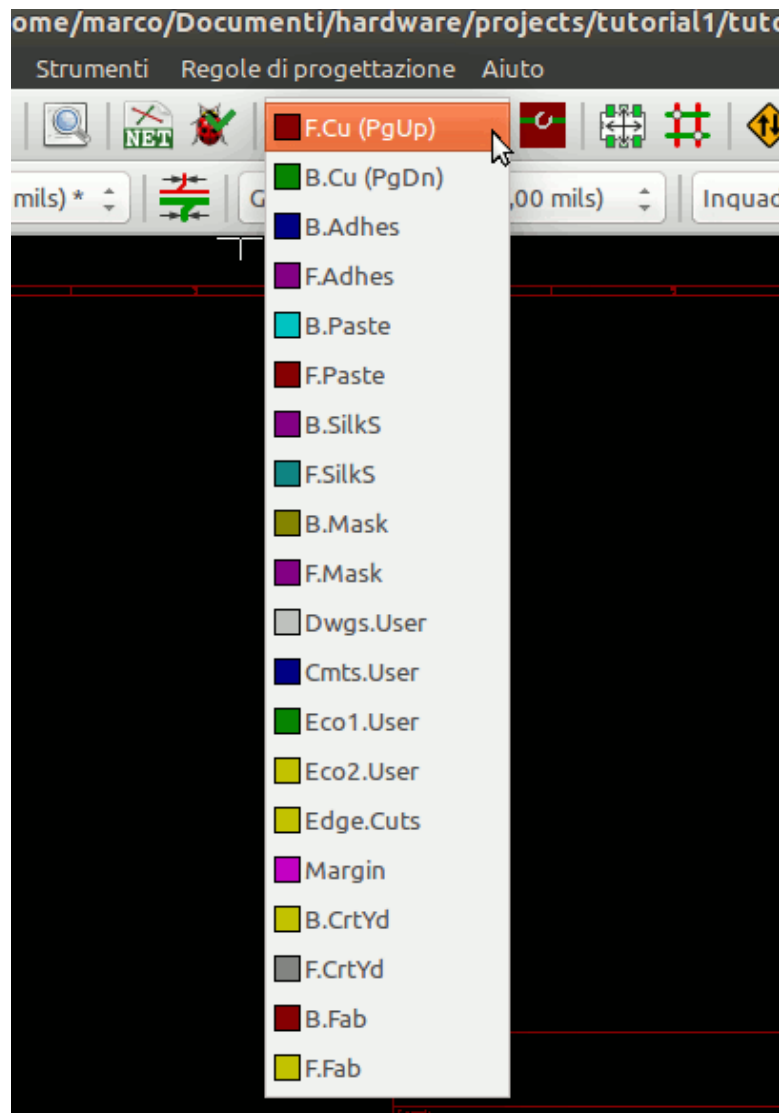 ome/marco/Documenti/hardware/projects/tutorial1/tuto
Strumenti Regole di progettazione Aiuto
NET
F.Cu (PgUp)
mils) * G ,00 mils) Inquad
B.Cu (PgDn)
B.Adhes
F.Adhes
B.Paste
F.Paste
B.SilkS
F.SilkS
B.Mask
F.Mask
Dwgs.User
Cmts.User
Eco1.User
Eco2.User
Edge.Cuts
Margin
B.CrtYd
F.CrtYd
B.Fab
F.Fab